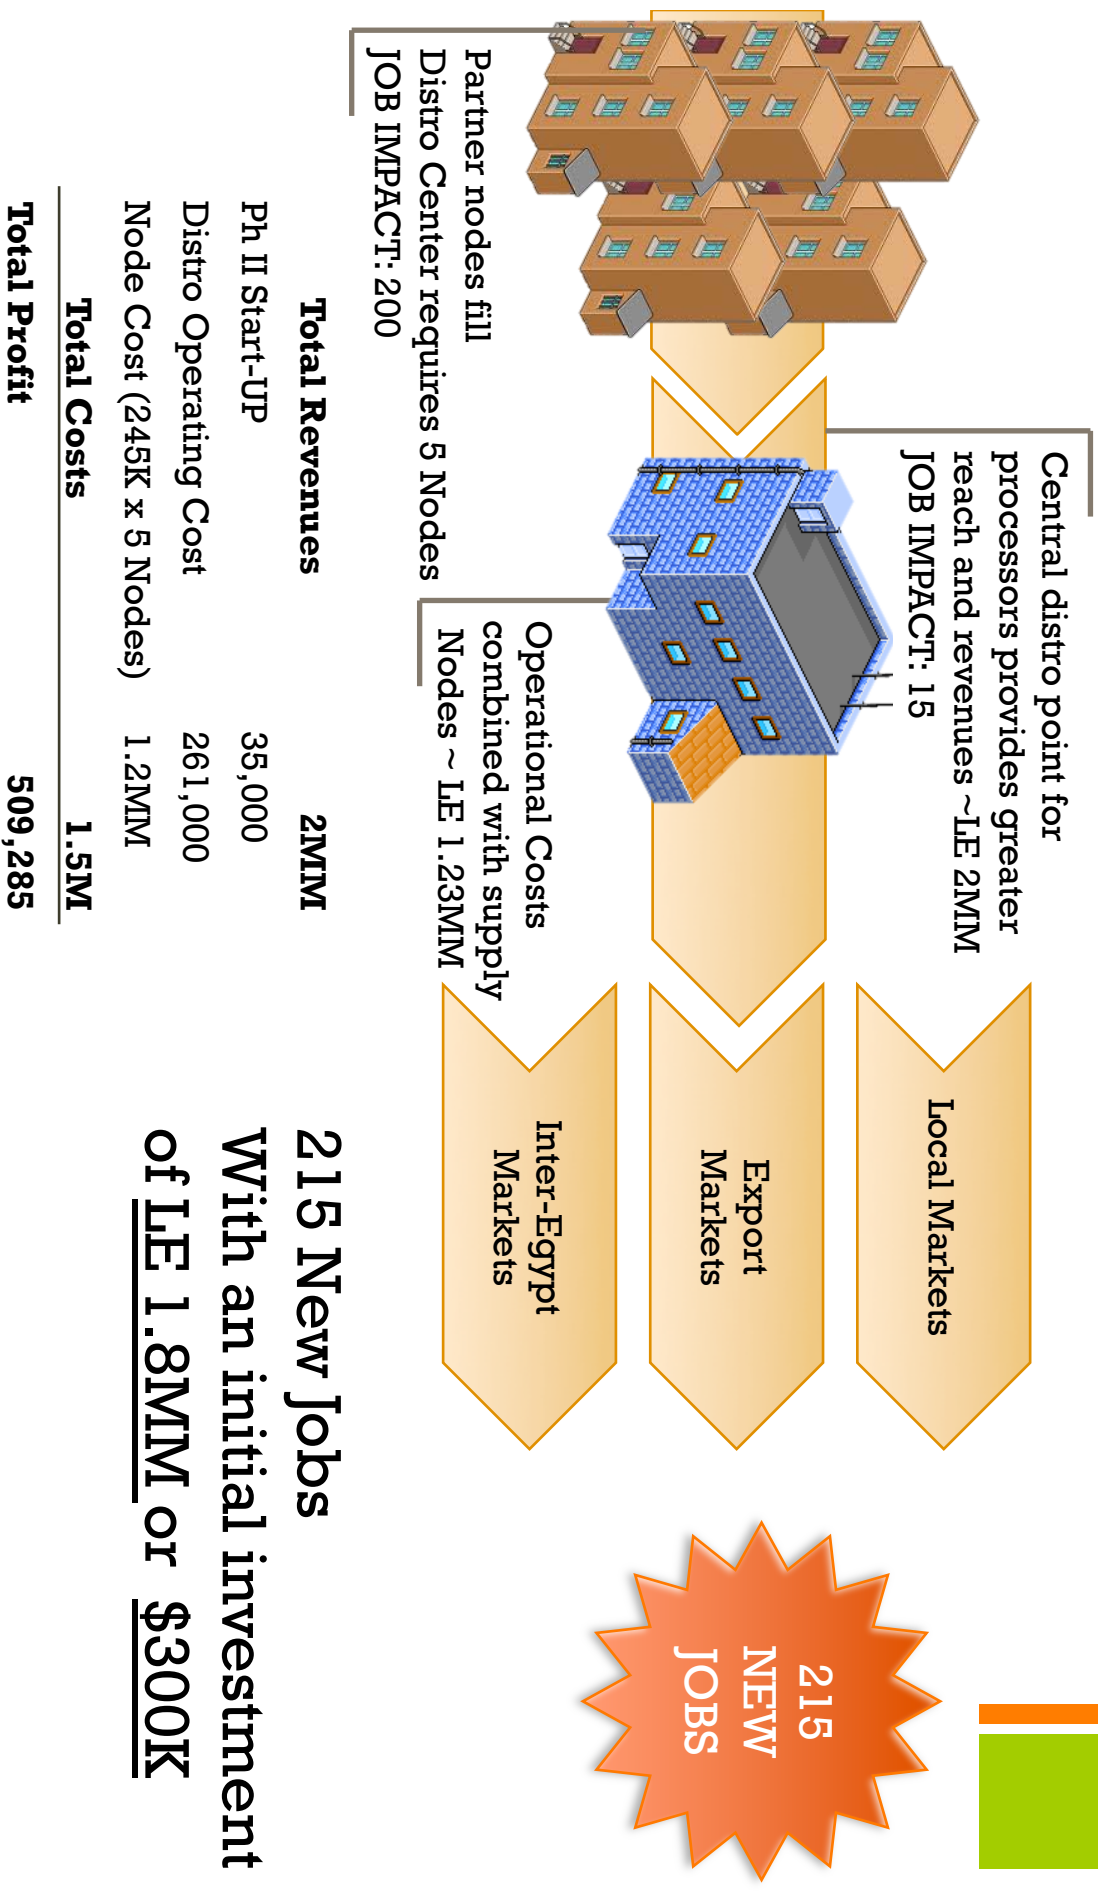 Central distro point for
processors provides greater
reach and revenues ~LE 2MM
JOB IMPACT: 15
Partner nodes fill
Distro Center requires 5 Nodes
JOB IMPACT: 200
Operational Costs
combined with supply
Nodes ~ LE 1.23MM
Local Markets
Export
Markets
Inter-Egypt
Markets
215
NEW
JOBS
Total Revenues 2MM
Ph II Start-UP 35,000
Distro Operating Cost 261,000
Node Cost (245K x 5 Nodes) 1.2MM
Total Costs 1.5M
Total Profit 509,285
215 New Jobs
With an initial investment
of LE 1.8MM or $300K